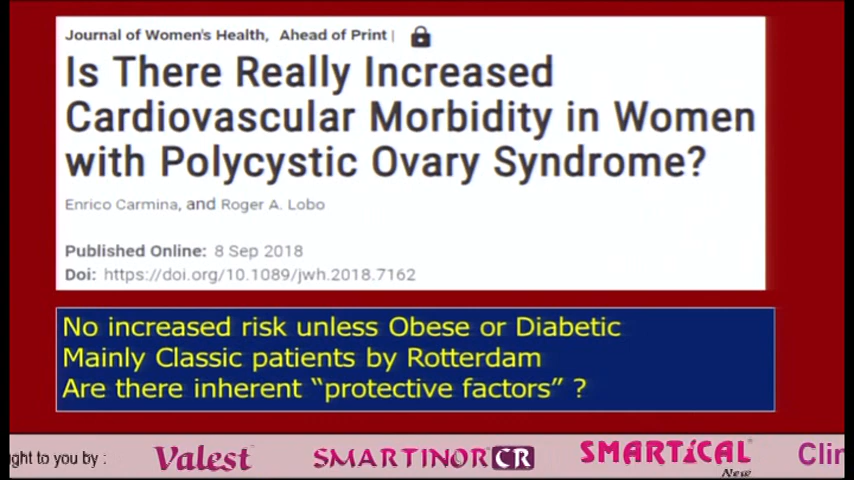 Journal of Women's Health, Ahead of Print |
Is There Really Increased
Cardiovascular Morbidity in Women
with Polycystic Ovary Syndrome?
Enrico Carmina, and Roger A. Lobo
Published Online: 8 Sep 2018
Doi: https://doi.org/10.1089/jwh.2018.7162
No increased risk unless Obese or Diabetic
Mainly Classic patients by Rotterdam
Are there inherent “protective factors” ?
ght to you by : Valest SMARTINOR CR SMARTiCAL New Clin